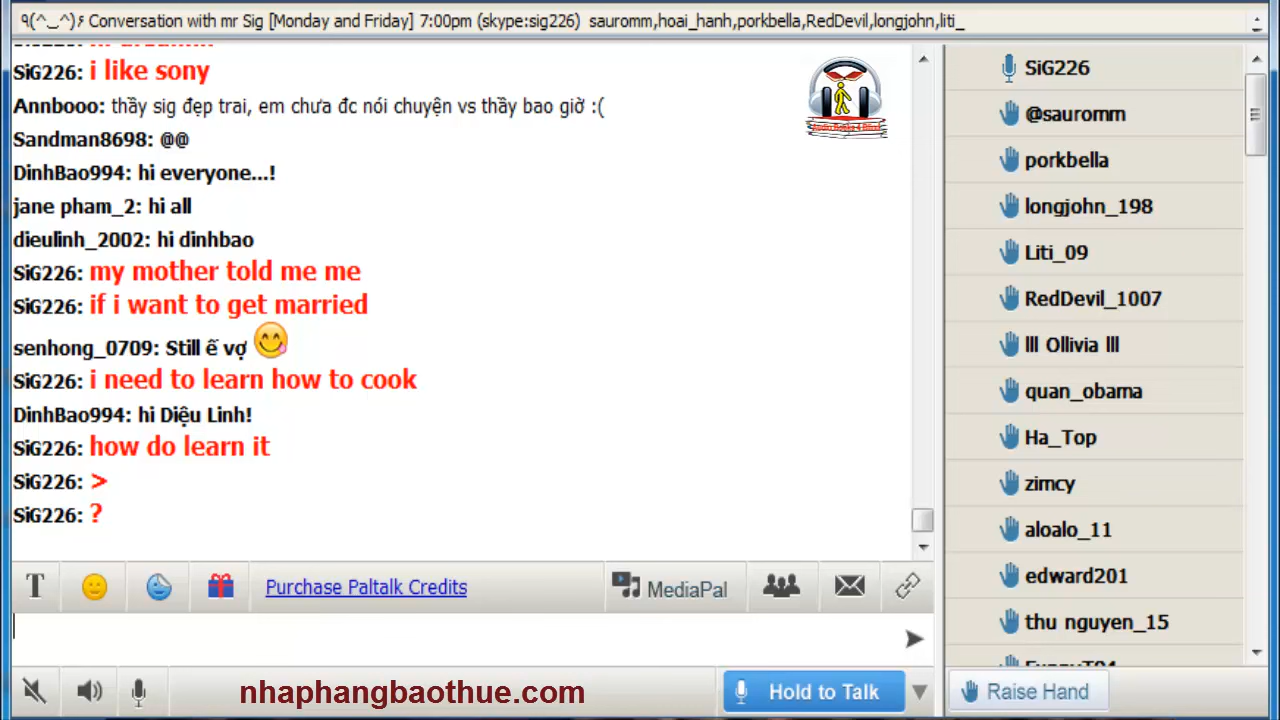 ٩(^‿^)۶ Conversation with mr Sig [Monday and Friday] 7:00pm (skype:sig226) sauromm,hoai_hanh,porkbella,RedDevil,longjohn,liti_
SiG226: i like sony
Annbooo: thầy sig đẹp trai, em chưa đc nói chuyện vs thầy bao giờ :(
Sandman8698: @@
DinhBao994: hi everyone...!
jane pham_2: hi all
dieulinh_2002: hi dinhbao
SiG226: my mother told me me
SiG226: if i want to get married
senhong_0709: Still ế vợ 😋
SiG226: i need to learn how to cook
DinhBao994: hi Diệu Linh!
SiG226: how do learn it
SiG226: >
SiG226: ?
T
Purchase Paltalk Credits
MediaPal
nhaphangbaothue.com
Hold to Talk
SiG226
@sauromm
porkbella
longjohn_198
Liti_09
RedDevil_1007
lll Ollivia lll
quan_obama
Ha_Top
zimcy
aloalo_11
edward201
thu nguyen_15
Raise Hand